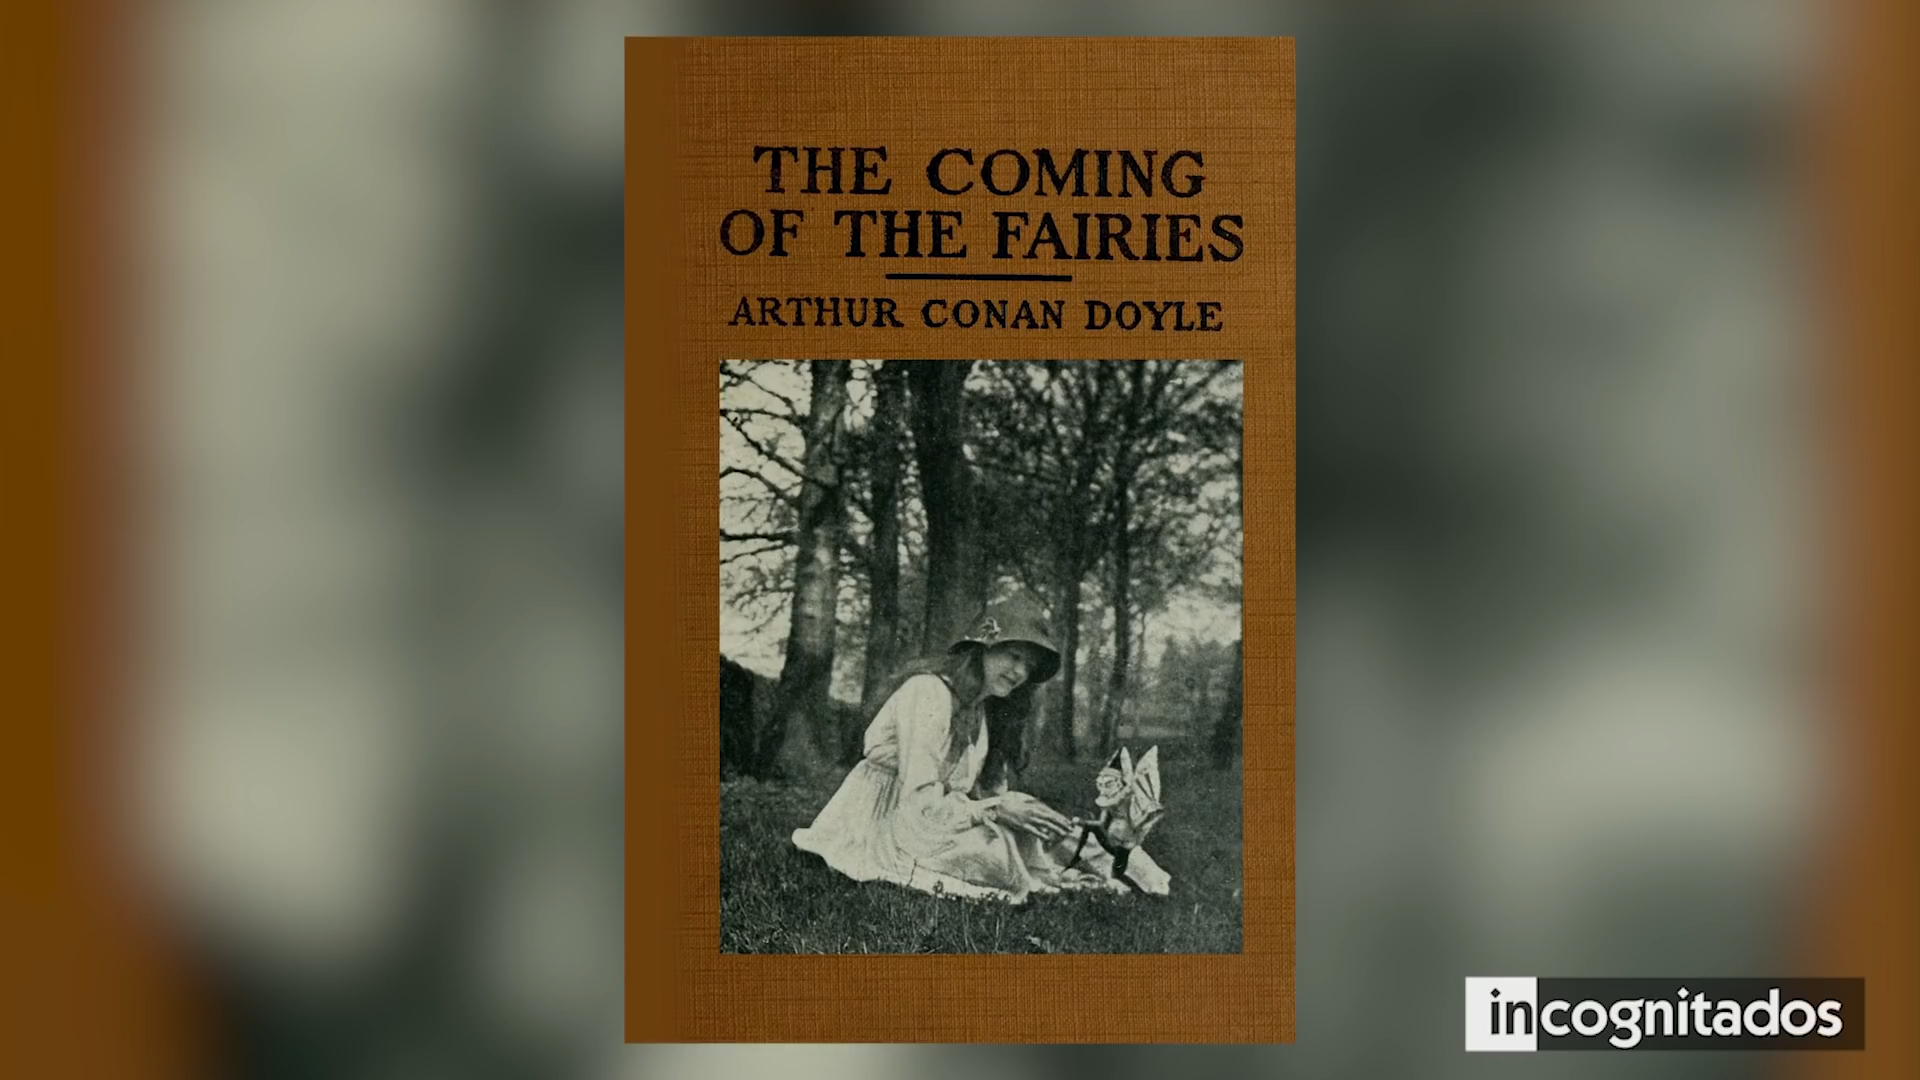 THE COMING
OF THE FAIRIES
ARTHUR CONAN DOYLE
incognitados